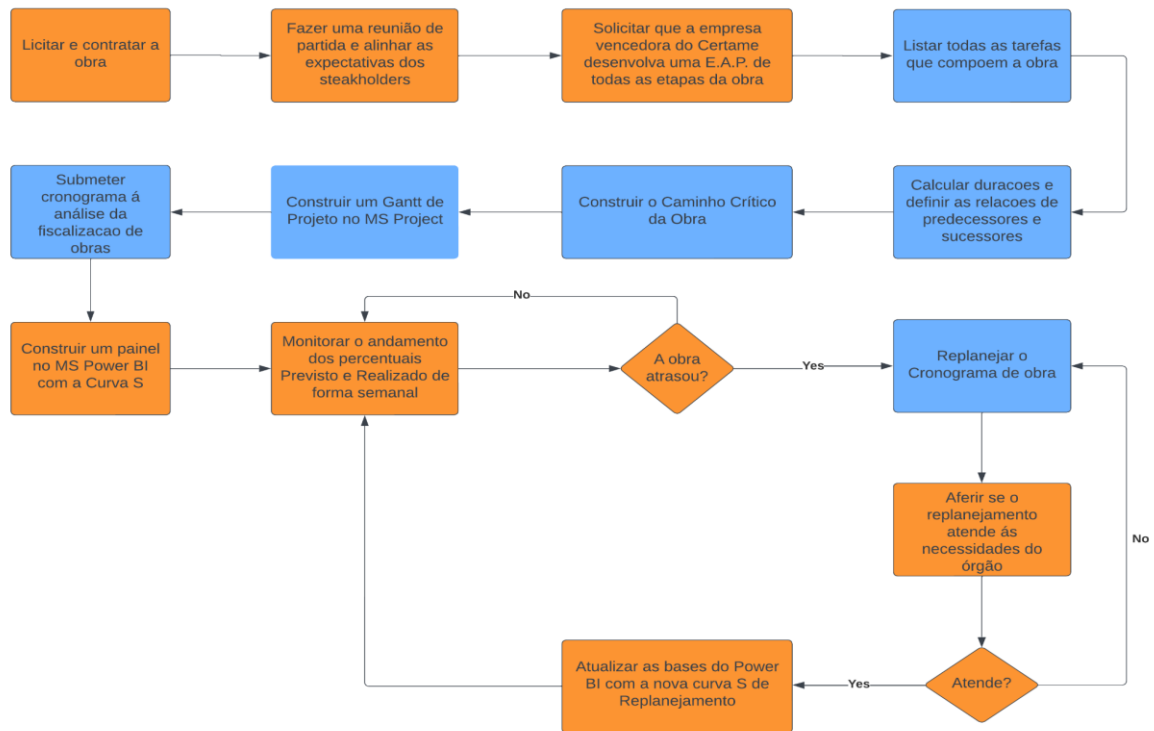 Licitar e contratar a
obra
Fazer uma reunião de
partida e alinhar as
expectativas dos
steakholders
Solicitar que a empresa
vencedora do Certame
desenvolva uma E.A.P. de
todas as etapas da obra
Listar todas as tarefas
que compoem a obra
Submeter
cronograma á
análise da
fiscalizacao de
obras
Construir um Gantt de
Projeto no MS Project
Construir o Caminho Crítico
da Obra
Calcular duracoes e
definir as relacoes de
predecessores e
sucessores
No
Construir um painel
no MS Power BI
com a Curva S
Monitorar o andamento
dos percentuais
Previsto e Realizado de
forma semanal
A obra
atrasou?
Yes
Replanejar o
Cronograma de obra
Aferir se o
replanejamento
atende ás
necessidades do
órgão
No
Atualizar as bases do Power
BI com a nova curva S de
Replanejamento
Yes
Atende?